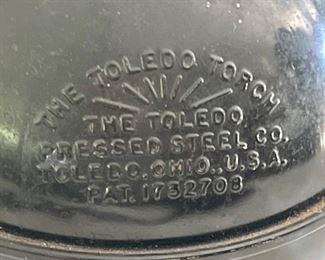 THE TOLEDO TORCH
THE TOLEDO
PRESSED STEEL CO.
TOLEDO, OHIO., U.S.A.
PAT. 1732708